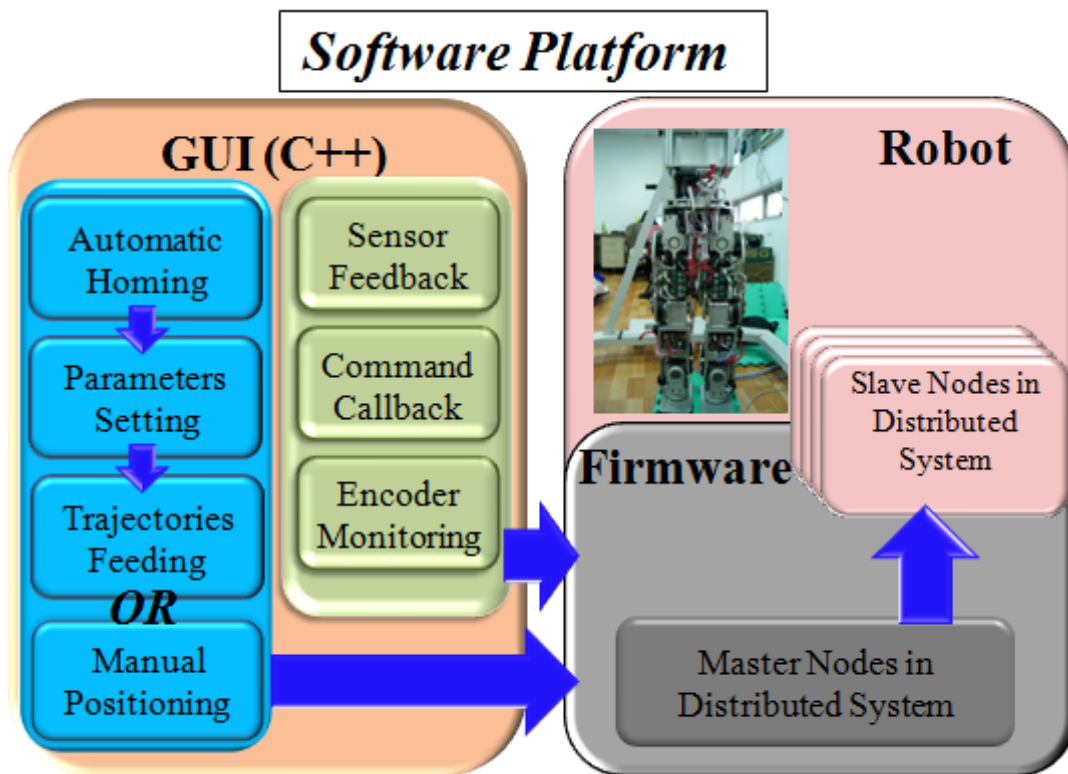 Software Platform
GUI (C++)
Automatic
Homing
Parameters
Setting
Trajectories
Feeding
OR
Manual
Positioning
Sensor
Feedback
Command
Callback
Encoder
Monitoring
Robot
Slave Nodes in
Distributed
System
Firmware
Master Nodes in
Distributed System